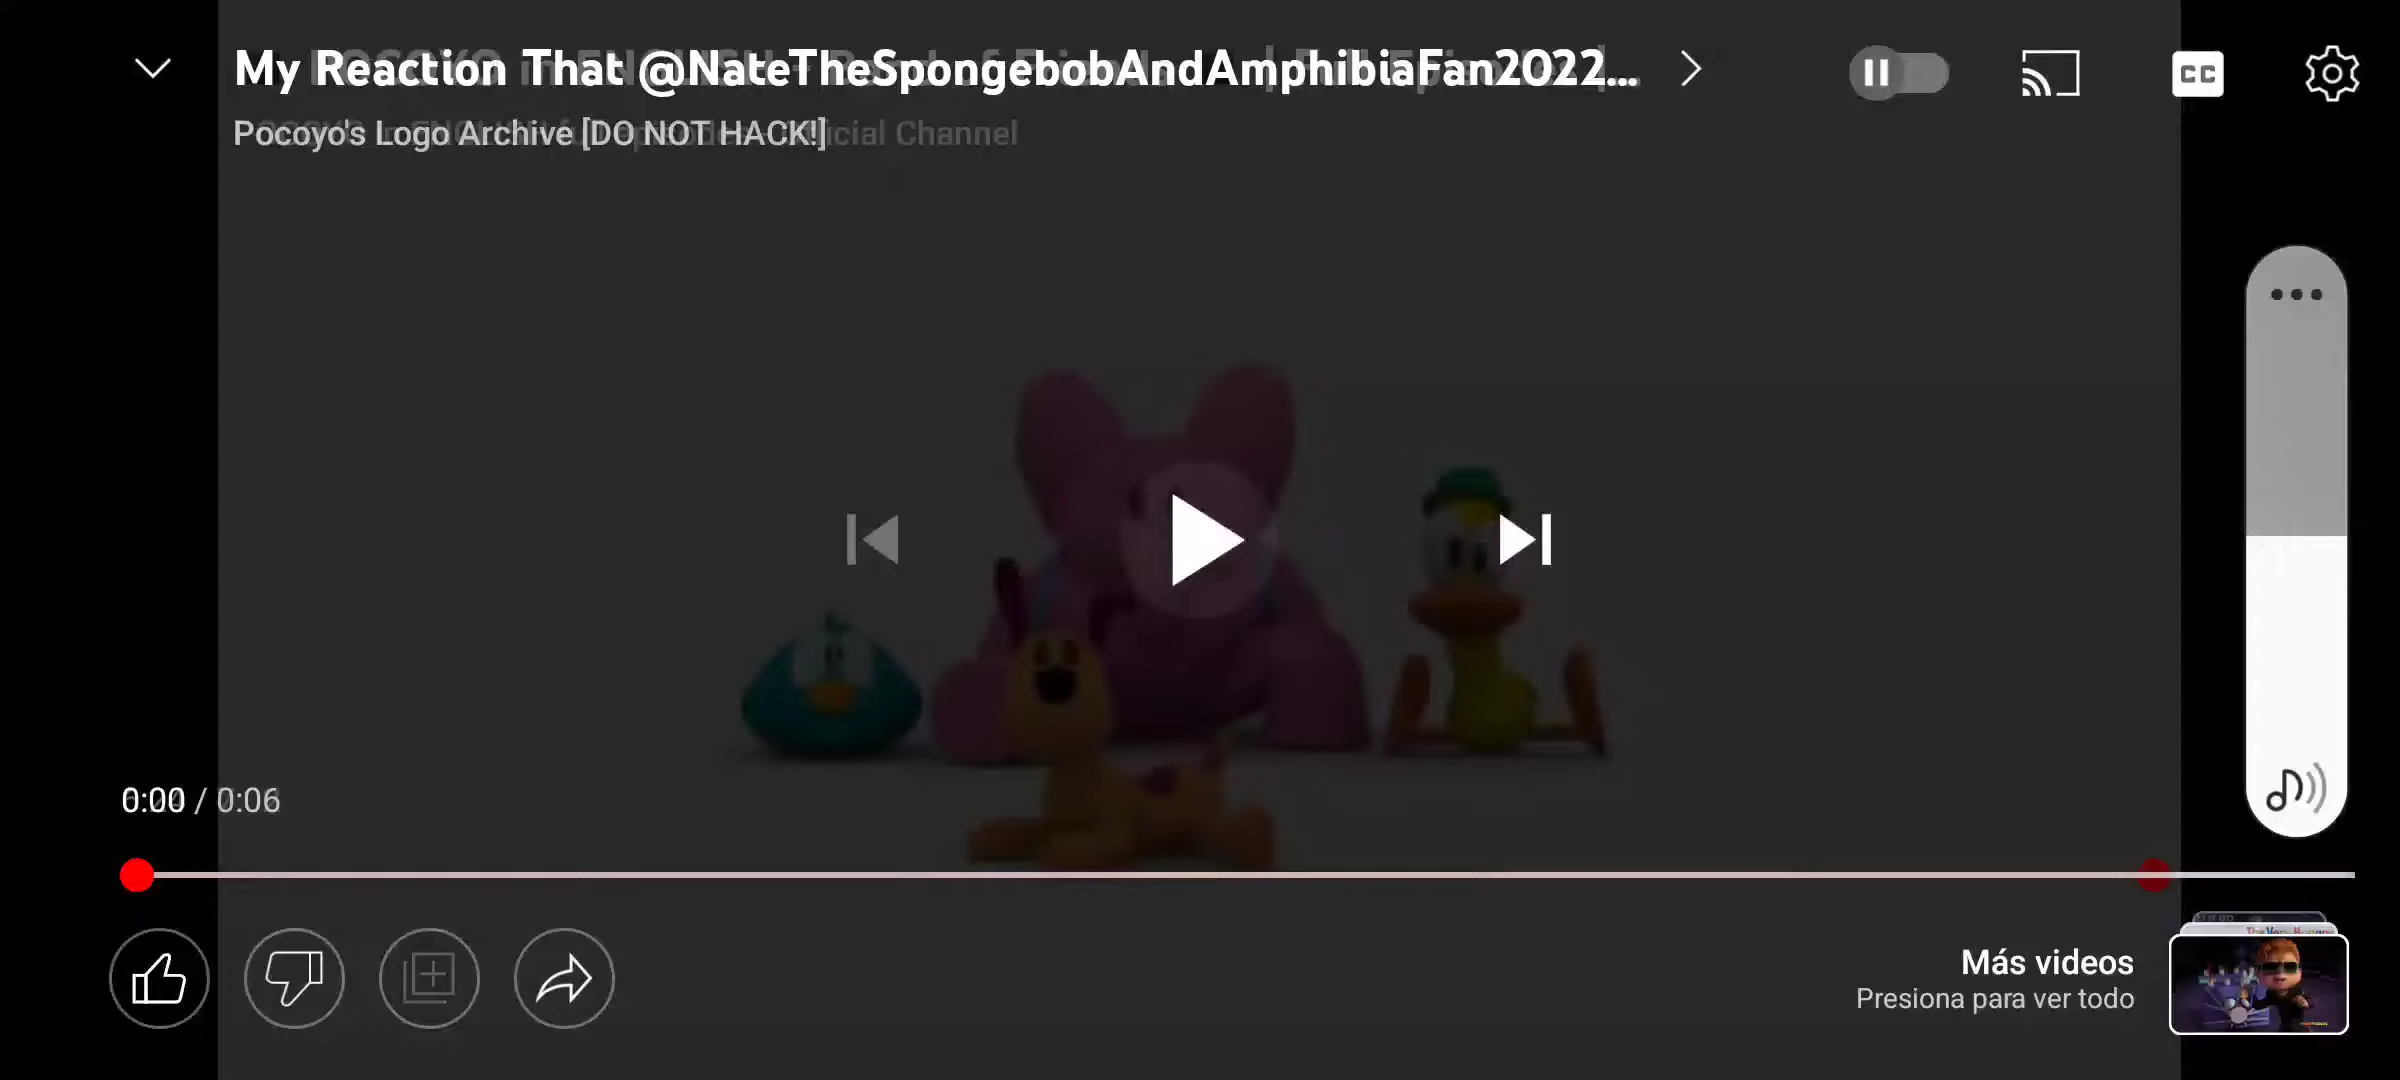 My Reaction That @NateTheSpongebobAndAmphibiaFan2022...
Pocoyo's Logo Archive [DO NOT HACK!]
CC
0:00 / 0:06
Más videos
Presiona para ver todo